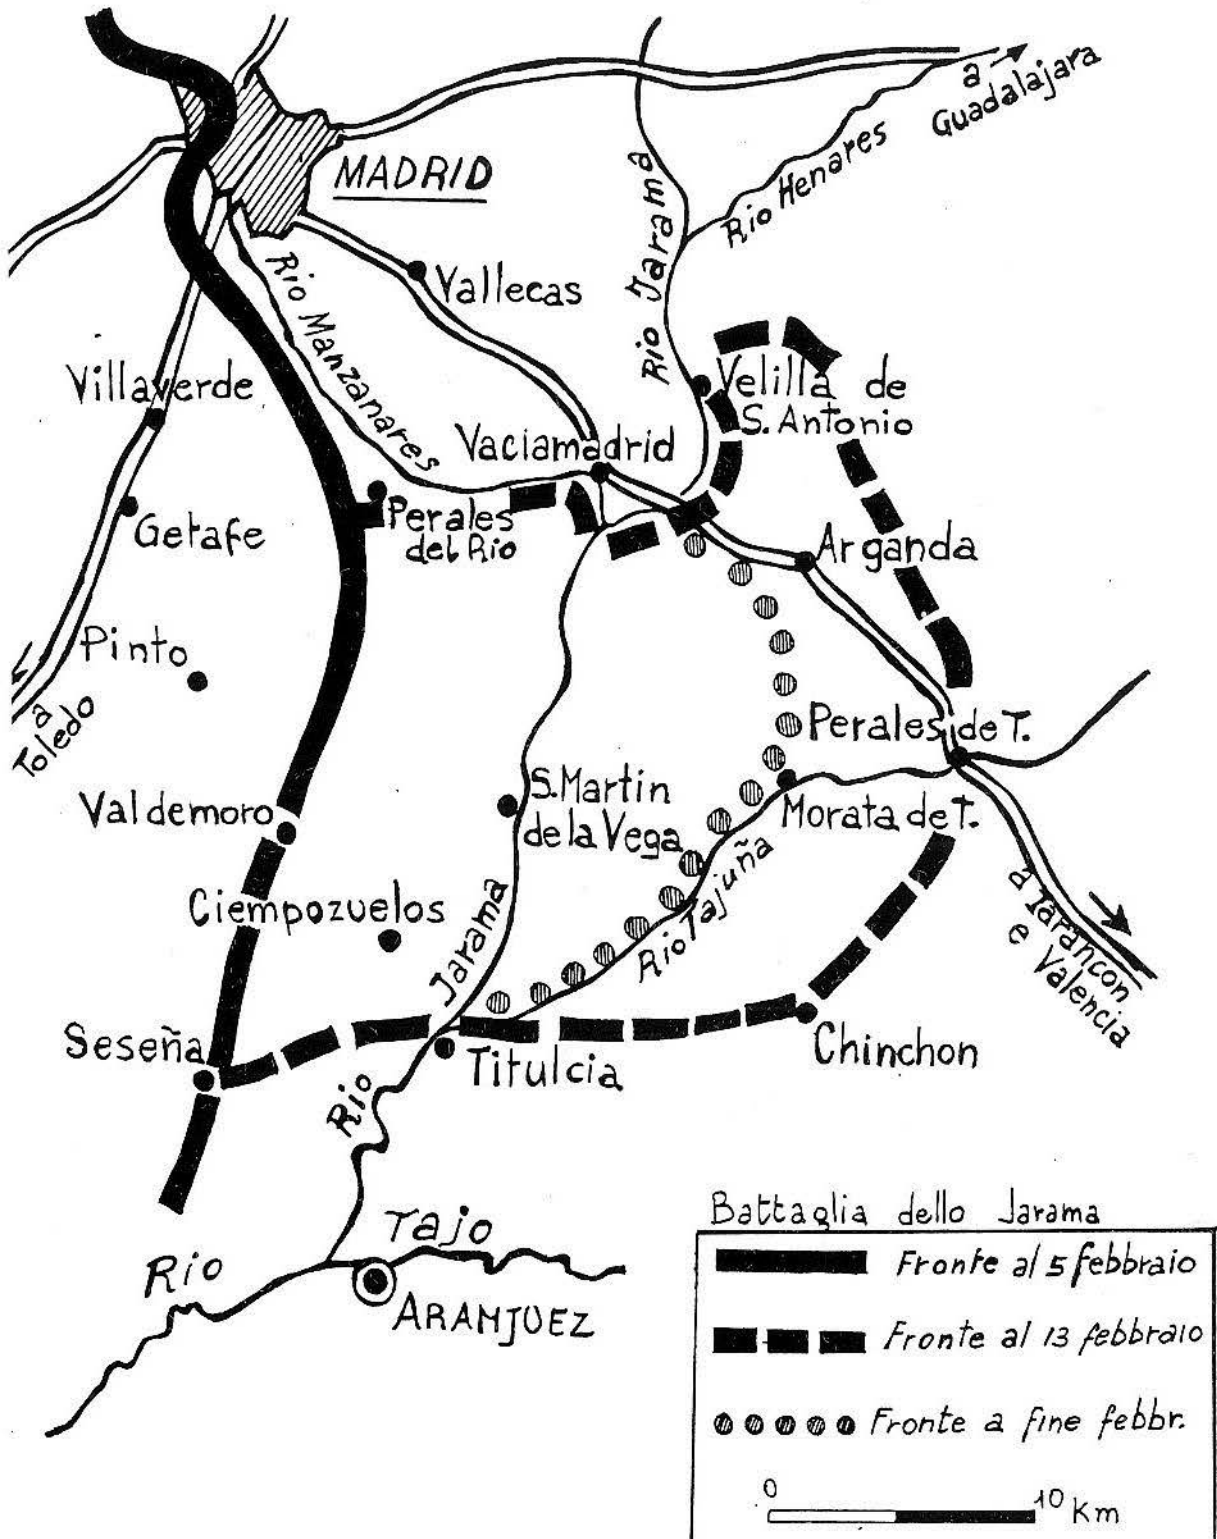 a
Guadalajara
Rio Henares
MADRID
Rio Jarama
Rio Manzanares
Vallecas
Villaverde
Velilla de
S. Antonio
Vaciamadrid
Getafe
Perales
del Rio
Arganda
Pinto
a
Toledo
Perales de T.
Valdemoro
S. Martin
de la Vega
Morata de T.
Rio Tajuña
Ciempozuelos
a Tarancon
e Valencia
Rio Jarama
Seseña
Titulcia
Chinchon
Rio Tajo
ARANJUEZ
Battaglia dello Jarama
Fronte al 5 febbraio
Fronte al 13 febbraio
Fronte a fine febbr.
0 10 Km